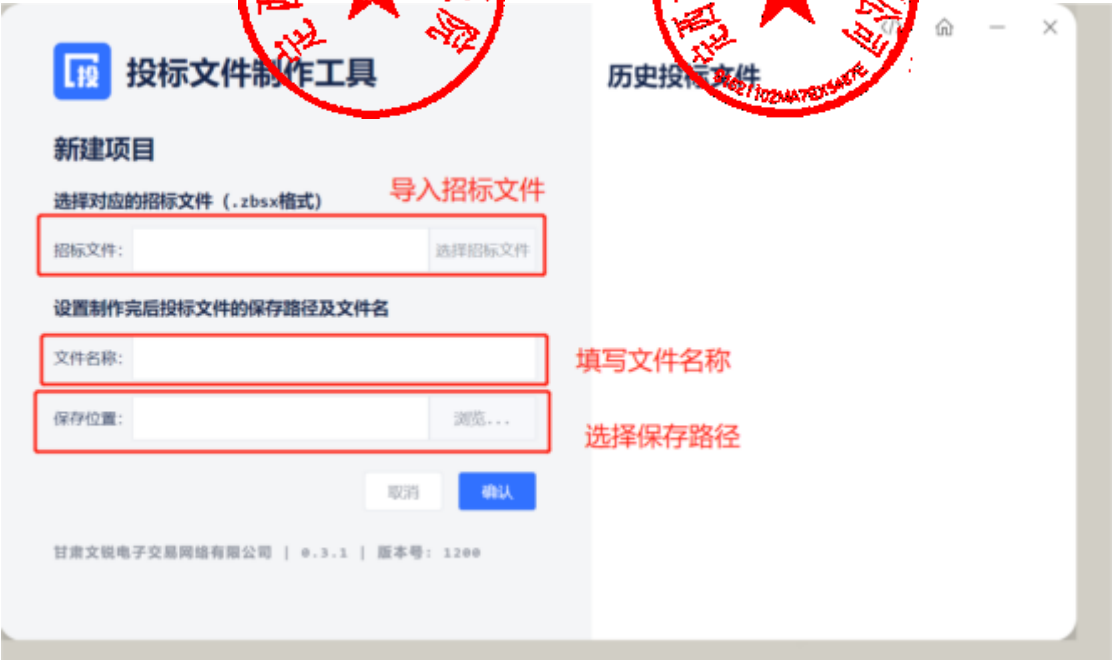 投
投标文件制作工具
历史投标文件
新建项目
选择对应的招标文件（.zbsx格式）
导入招标文件
招标文件：
选择招标文件
设置制作完后投标文件的保存路径及文件名
文件名称：
填写文件名称
保存位置：
浏览...
选择保存路径
取消
确认
甘肃文锐电子交易网络有限公司 | 0.3.1 | 版本号：1200